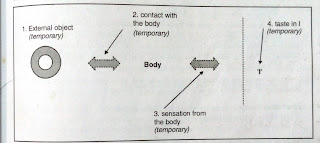 1. External object
(temporary)
2. contact with
the body
(temporary)
4. taste in I
(temporary)
Body
'I'
3. sensation from
the body
(temporary)